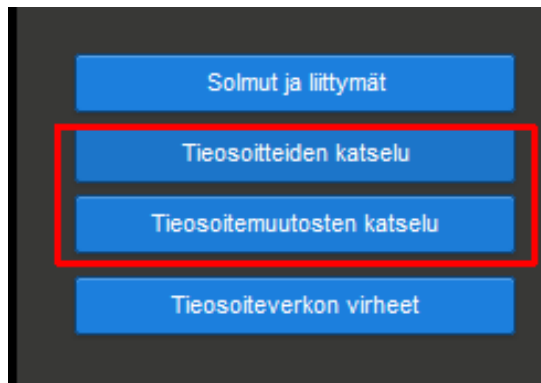 Solmut ja liittymät
Tieosoitteiden katselu
Tieosoitemuutosten katselu
Tieosoiteverkon virheet